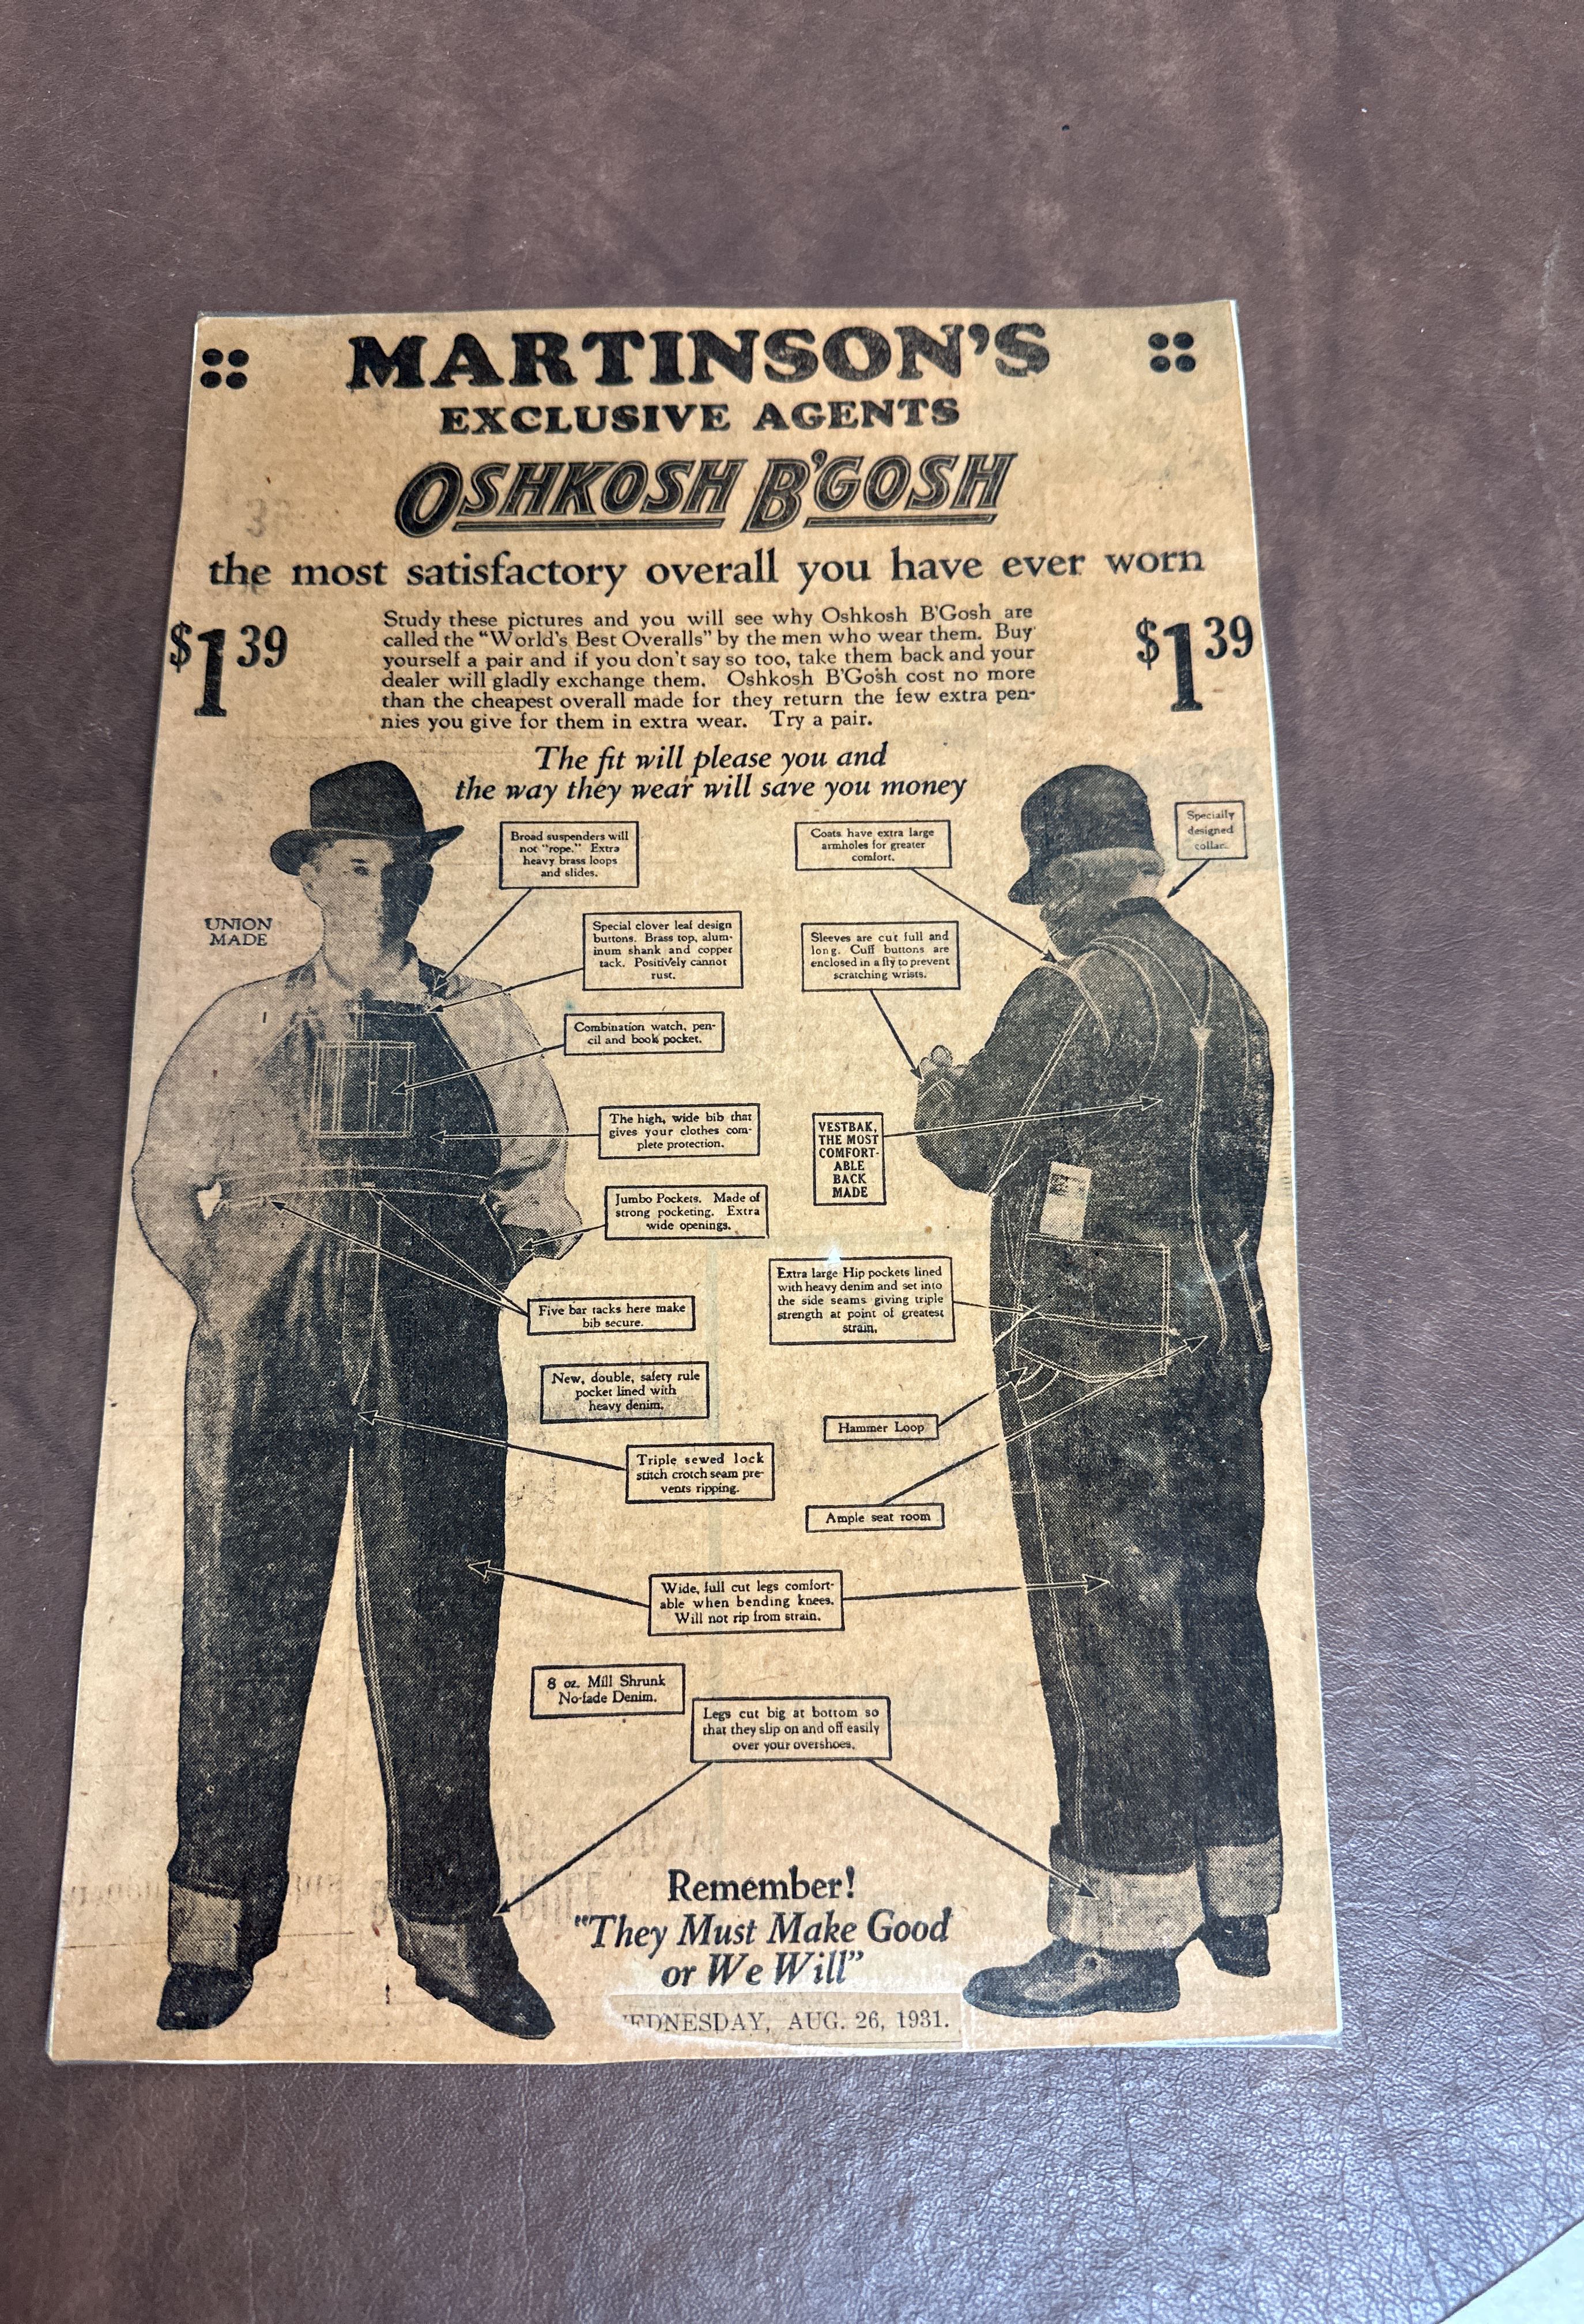 MARTINSON'S
EXCLUSIVE AGENTS
OSHKOSH B'GOSH
the most satisfactory overall you have ever worn
$1 39
$1 39
Study these pictures and you will see why Oshkosh B'Gosh are
called the "World's Best Overalls" by the men who wear them. Buy
yourself a pair and if you don't say so too, take them back and your
dealer will gladly exchange them. Oshkosh B'Gosh cost no more
than the cheapest overall made for they return the few extra pen-
nies you give for them in extra wear. Try a pair.
The fit will please you and
the way they wear will save you money
UNION
MADE
Broad suspenders will
not "rope." Extra
heavy brass loops
and slides.
Special clover leaf design
buttons. Brass top, alum-
inum shank and copper
tack. Positively cannot
rust.
Combination watch, pen-
cil and book pocket.
The high, wide bib that
gives your clothes com-
plete protection.
Jumbo Pockets. Made of
strong pocketing. Extra
wide openings.
Five bar tacks here make
bib secure.
New, double, safety rule
pocket lined with
heavy denim.
Triple sewed lock
stitch crotch seam pre-
vents ripping.
Wide, full cut legs comfort-
able when bending knees.
Will not rip from strain.
8 oz. Mill Shrunk
No-fade Denim.
Legs cut big at bottom so
that they slip on and off easily
over your overshoes.
Coats have extra large
armholes for greater
comfort.
Specially
designed
collar.
Sleeves are cut full and
long. Cuff buttons are
enclosed in a fly to prevent
scratching wrists.
VESTBAK,
THE MOST
COMFORT-
ABLE
BACK
MADE
Extra large Hip pockets lined
with heavy denim and set into
the side seams giving triple
strength at point of greatest
strain.
Hammer Loop
Ample seat room
Remember!
"They Must Make Good
or We Will"
EDNESDAY, AUG. 26, 1931.